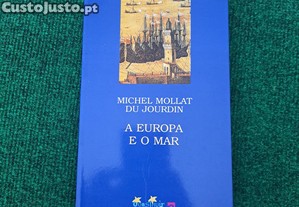 CustoJusto.pt
MICHEL MOLLAT
DU JOURDIN
A EUROPA
E O MAR